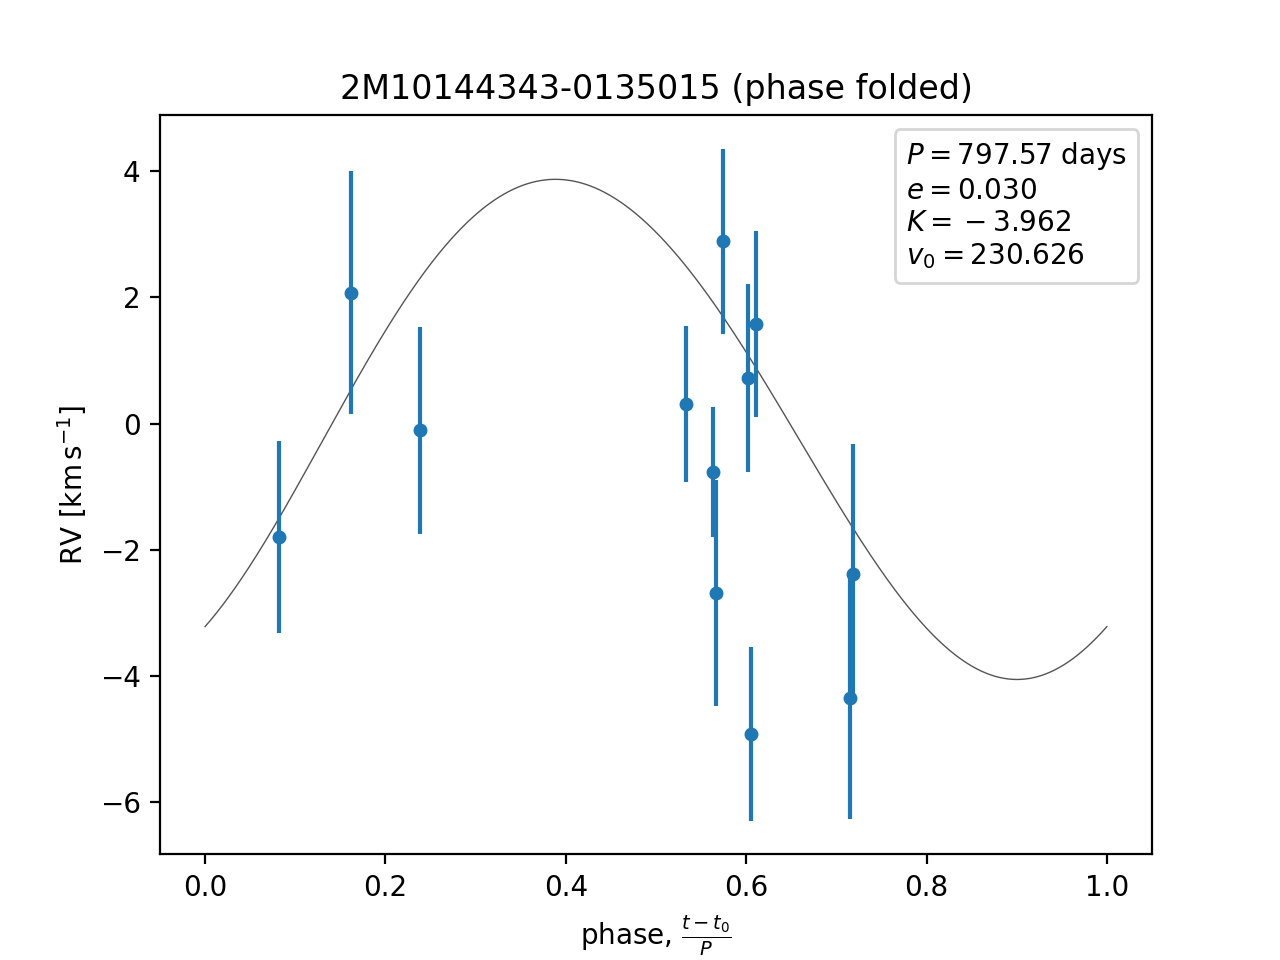 2M10144343-0135015 (phase folded)
P = 797.57 days
e = 0.030
K = −3.962
v₀ = 230.626
RV [km s⁻¹]
4
2
0
−2
−4
−6
0.0 0.2 0.4 0.6 0.8 1.0
phase, (t − t₀)/P